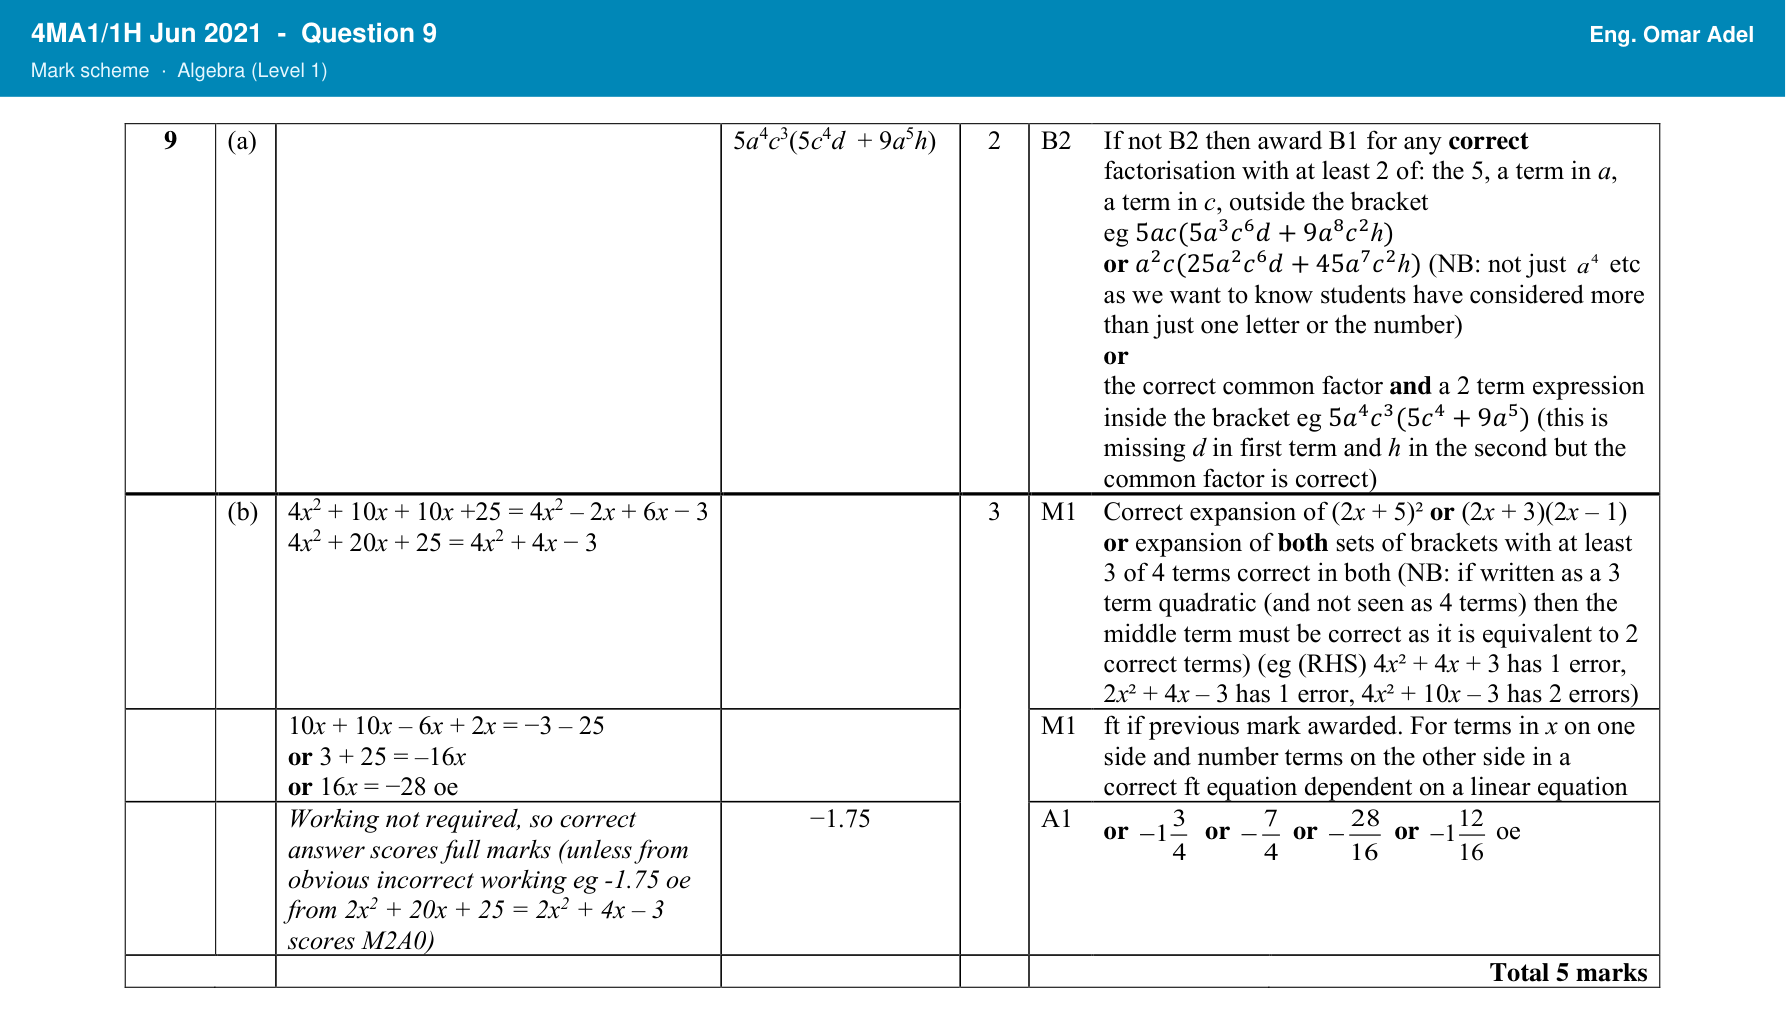 4MA1/1H Jun 2021 - Question 9
Eng. Omar Adel
Mark scheme · Algebra (Level 1)
9 (a) 5a⁴c³(5c⁴d + 9a⁵h) 2 B2 If not B2 then award B1 for any correct
factorisation with at least 2 of: the 5, a term in a,
a term in c, outside the bracket
eg 5ac(5a³c⁶d + 9a⁸c²h)
or a²c(25a²c⁶d + 45a⁷c²h) (NB: not just a⁴ etc
as we want to know students have considered more
than just one letter or the number)
or
the correct common factor and a 2 term expression
inside the bracket eg 5a⁴c³(5c⁴ + 9a⁵) (this is
missing d in first term and h in the second but the
common factor is correct)
(b) 4x² + 10x + 10x +25 = 4x² – 2x + 6x − 3
4x² + 20x + 25 = 4x² + 4x − 3
3 M1 Correct expansion of (2x + 5)² or (2x + 3)(2x – 1)
or expansion of both sets of brackets with at least
3 of 4 terms correct in both (NB: if written as a 3
term quadratic (and not seen as 4 terms) then the
middle term must be correct as it is equivalent to 2
correct terms) (eg (RHS) 4x² + 4x + 3 has 1 error,
2x² + 4x – 3 has 1 error, 4x² + 10x – 3 has 2 errors)
10x + 10x – 6x + 2x = −3 – 25
or 3 + 25 = –16x
or 16x = −28 oe
M1 ft if previous mark awarded. For terms in x on one
side and number terms on the other side in a
correct ft equation dependent on a linear equation
Working not required, so correct
answer scores full marks (unless from
obvious incorrect working eg -1.75 oe
from 2x² + 20x + 25 = 2x² + 4x – 3
scores M2A0)
−1.75
A1 or −1 3/4 or − 7/4 or − 28/16 or −1 12/16 oe
Total 5 marks